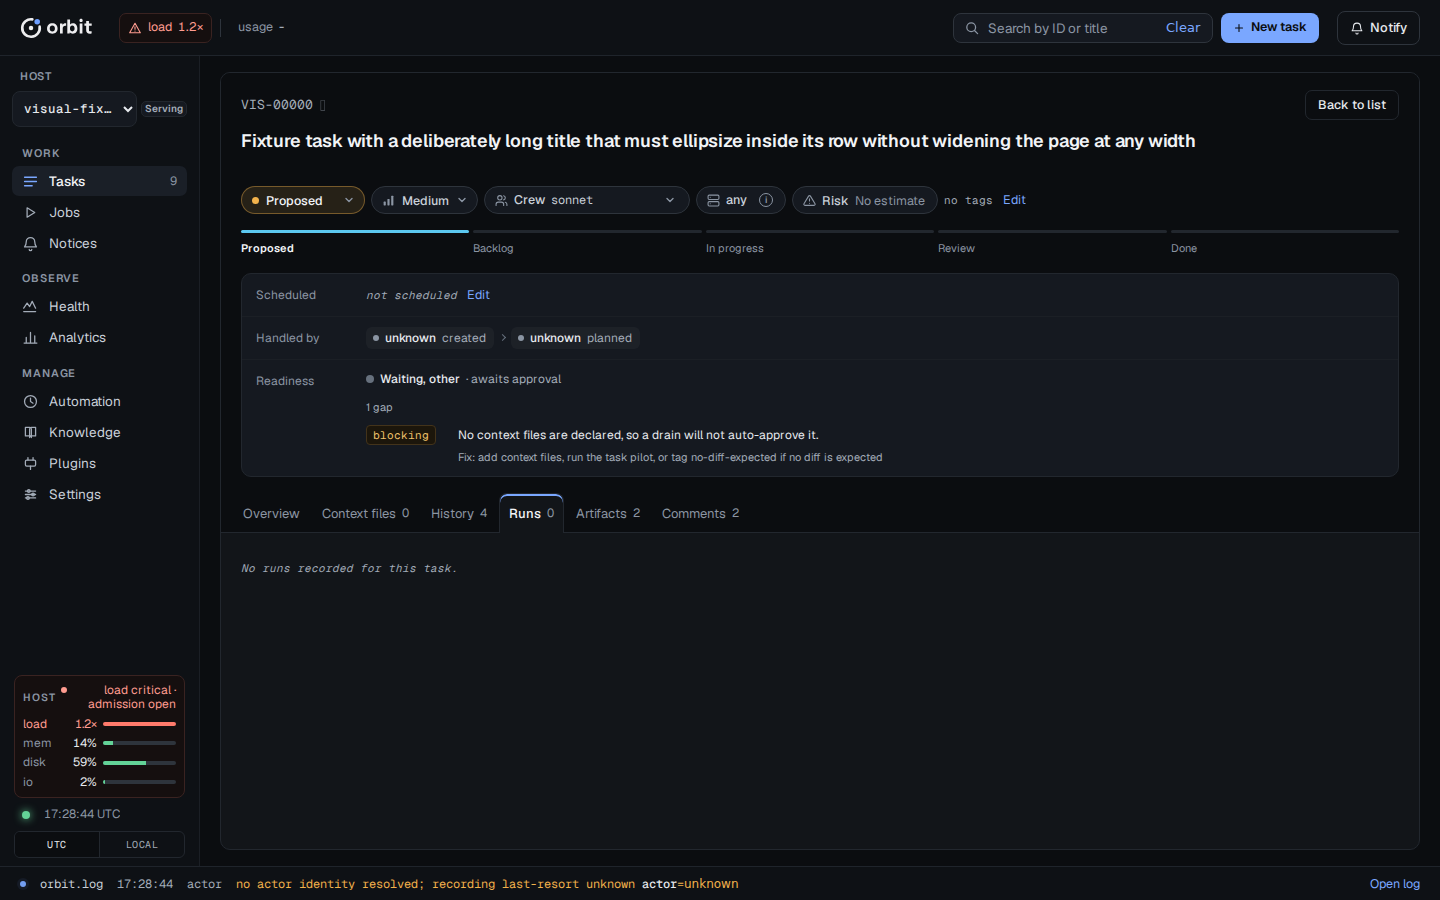 orbit
load 1.2×
usage -
Search by ID or title
Clear
+ New task
Notify
HOST
visual-fix…
Serving
WORK
Tasks 9
Jobs
Notices
OBSERVE
Health
Analytics
MANAGE
Automation
Knowledge
Plugins
Settings
HOST
load critical ·
admission open
load 1.2×
mem 14%
disk 59%
io 2%
17:28:44 UTC
UTC LOCAL
VIS-00000
Back to list
Fixture task with a deliberately long title that must ellipsize inside its row without widening the page at any width
Proposed
Medium
Crew sonnet
any
Risk No estimate
no tags Edit
Proposed Backlog In progress Review Done
Scheduled not scheduled Edit
Handled by unknown created › unknown planned
Readiness Waiting, other · awaits approval
1 gap
blocking No context files are declared, so a drain will not auto-approve it.
Fix: add context files, run the task pilot, or tag no-diff-expected if no diff is expected
Overview Context files 0 History 4 Runs 0 Artifacts 2 Comments 2
No runs recorded for this task.
orbit.log 17:28:44 actor no actor identity resolved; recording last-resort unknown actor=unknown
Open log